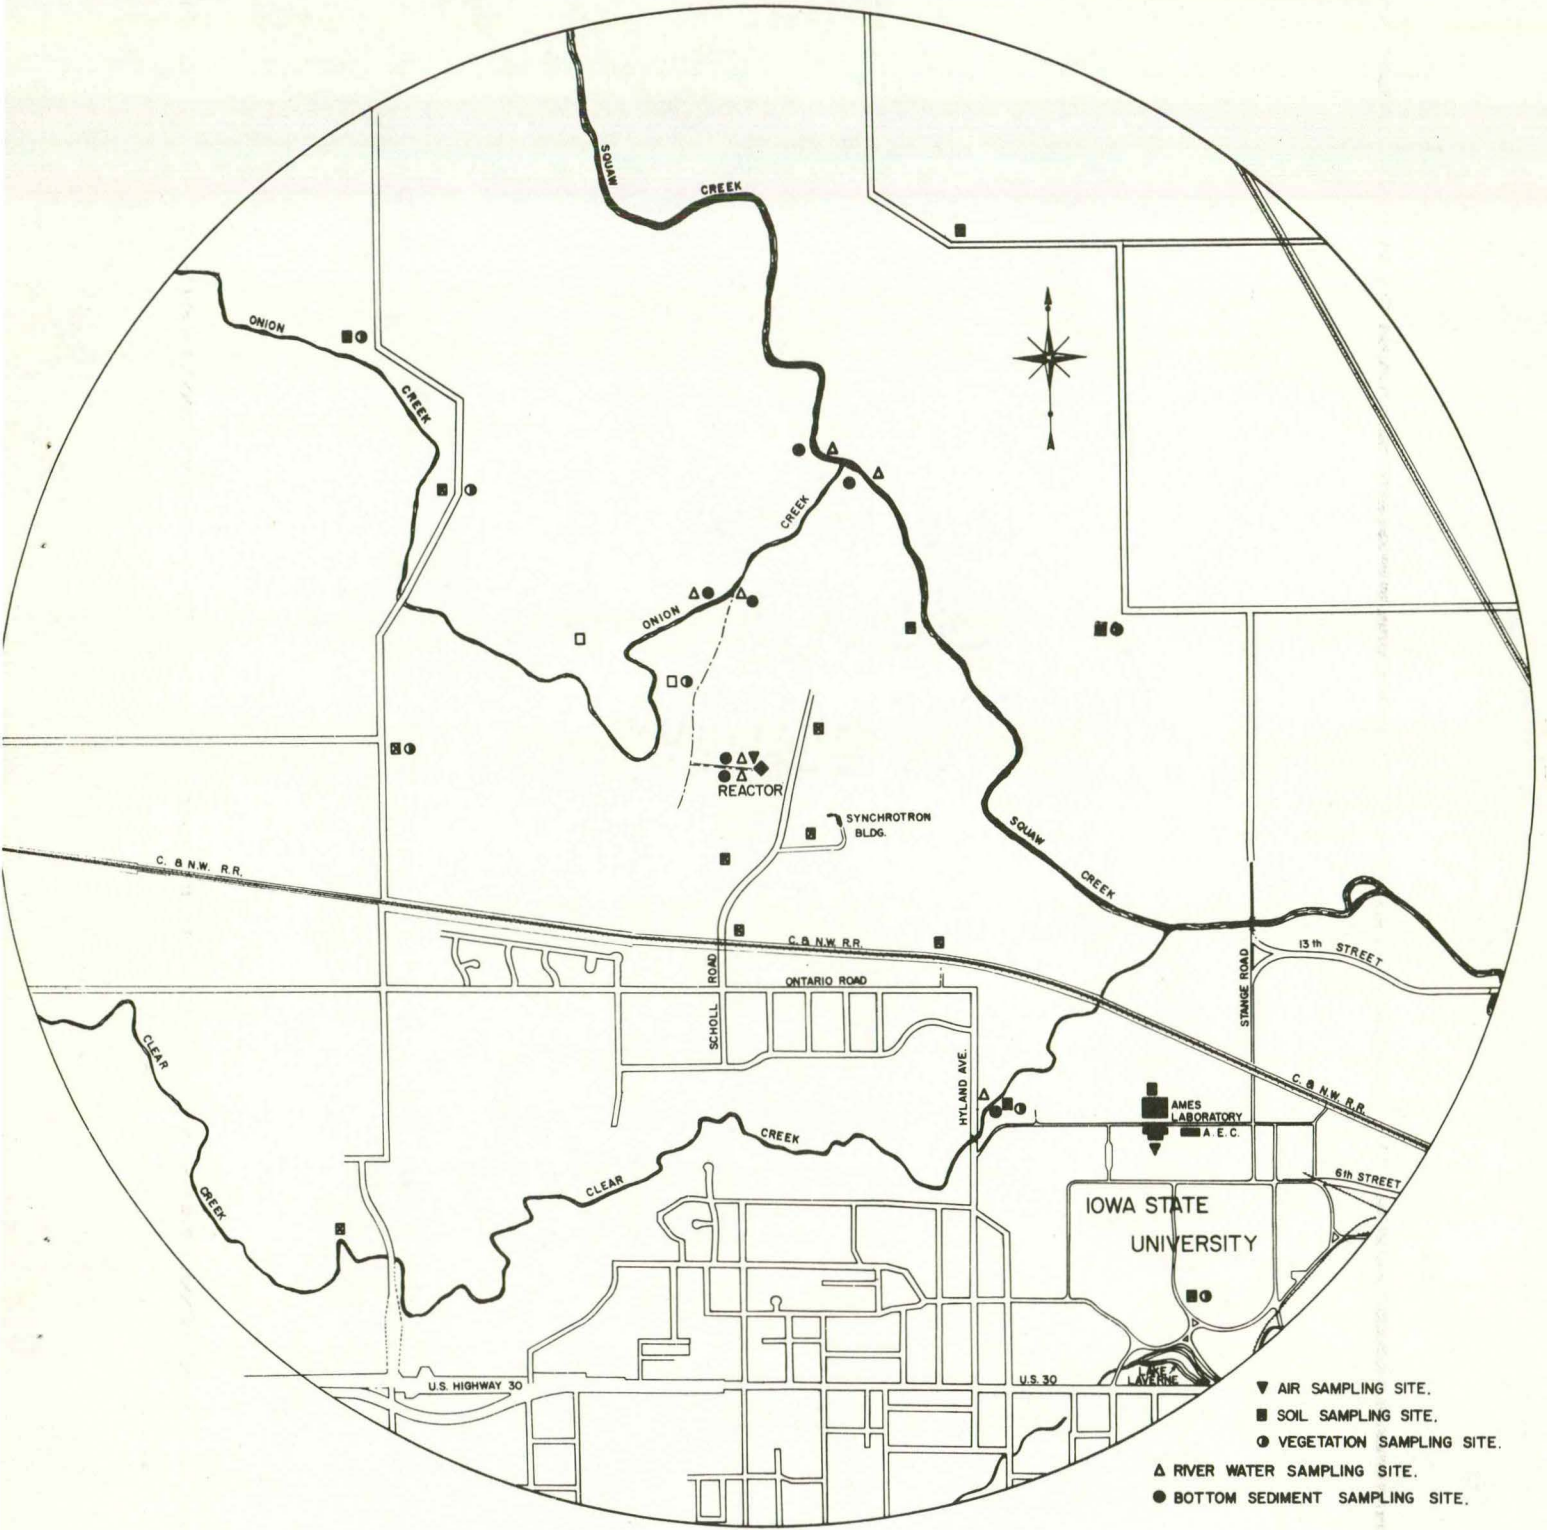 SQUAW
CREEK
ONION
CREEK
CREEK
ONION
REACTOR
SYNCHROTRON
BLDG.
SQUAW
CREEK
C. & N.W. R.R.
C. & N.W. R.R.
13th STREET
ONTARIO ROAD
SCHOLL ROAD
STANGE ROAD
CLEAR
CREEK
HYLAND AVE.
C. & N.W. R.R.
AMES
LABORATORY
A.E.C.
CREEK
CLEAR
6th STREET
IOWA STATE
UNIVERSITY
LAKE
LAVERNE
U.S. HIGHWAY 30
U.S. 30
AIR SAMPLING SITE.
SOIL SAMPLING SITE.
VEGETATION SAMPLING SITE.
RIVER WATER SAMPLING SITE.
BOTTOM SEDIMENT SAMPLING SITE.